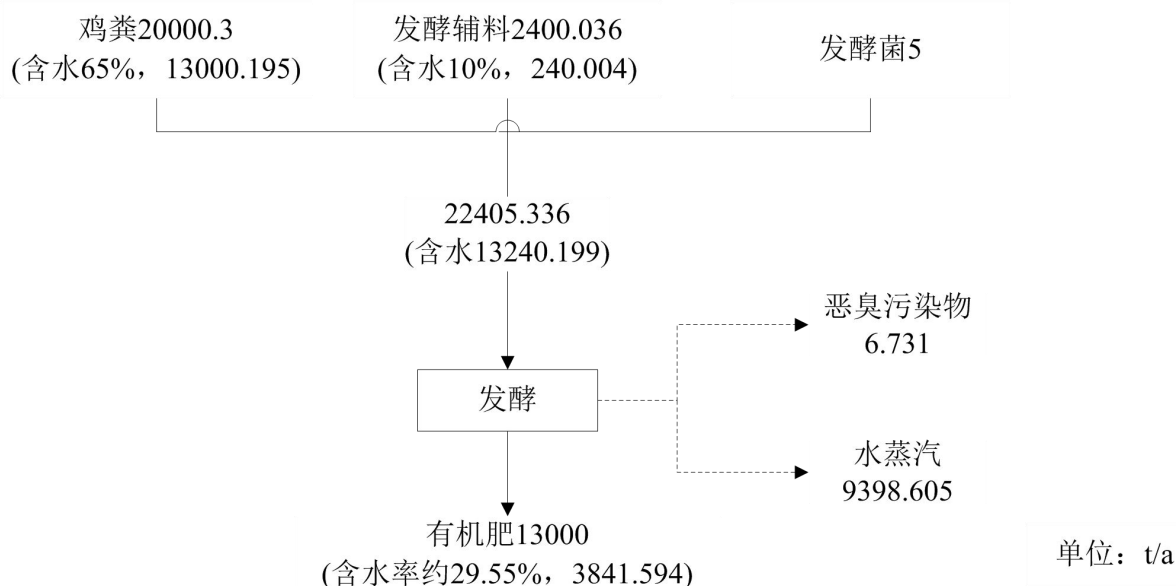 鸡粪20000.3
(含水65%，13000.195)
发酵辅料2400.036
(含水10%，240.004)
发酵菌5
22405.336
(含水13240.199)
恶臭污染物
6.731
发酵
水蒸汽
9398.605
有机肥13000
(含水率约29.55%，3841.594)
单位：t/a